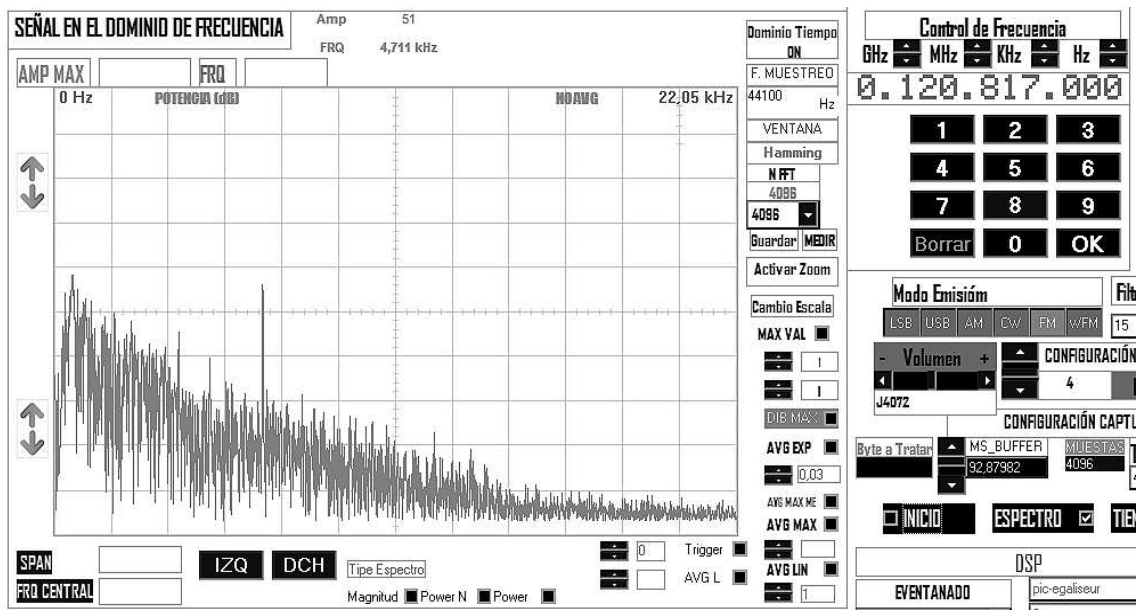 SEÑAL EN EL DOMINIO DE FRECUENCIA
Amp 51
FRQ 4,711 kHz
AMP MAX
FRQ
0 Hz POTENCIA (dB) NOAVG 22,05 kHz
Dominio Tiempo
ON
F. MUESTREO
44100 Hz
VENTANA
Hamming
N FFT
4096
4096
Guardar MEDIR
Activar Zoom
Cambio Escala
MAX VAL
1
1
DIB MAX
AVG EXP
0,03
AVG MAX ME
AVG MAX
AVG LIN
1
SPAN
FRQ CENTRAL
IZQ DCH
Tipe Espectro
Magnitud Power N Power
0 Trigger
AVG L
Control de Frecuencia
GHz MHz KHz Hz
0.120.817.000
1 2 3
4 5 6
7 8 9
Borrar 0 OK
Modo Emisióm
LSB USB AM CW FM WFM
15
- Volumen +
J4072
CONFIGURACIÓN
4
CONFIGURACIÓN CAPTU
Byte a Tratar
MS_BUFFER
92,87982
MUESTAS
4096
INICIO
ESPECTRO
DSP
EVENTANADO
pic-egaliseur